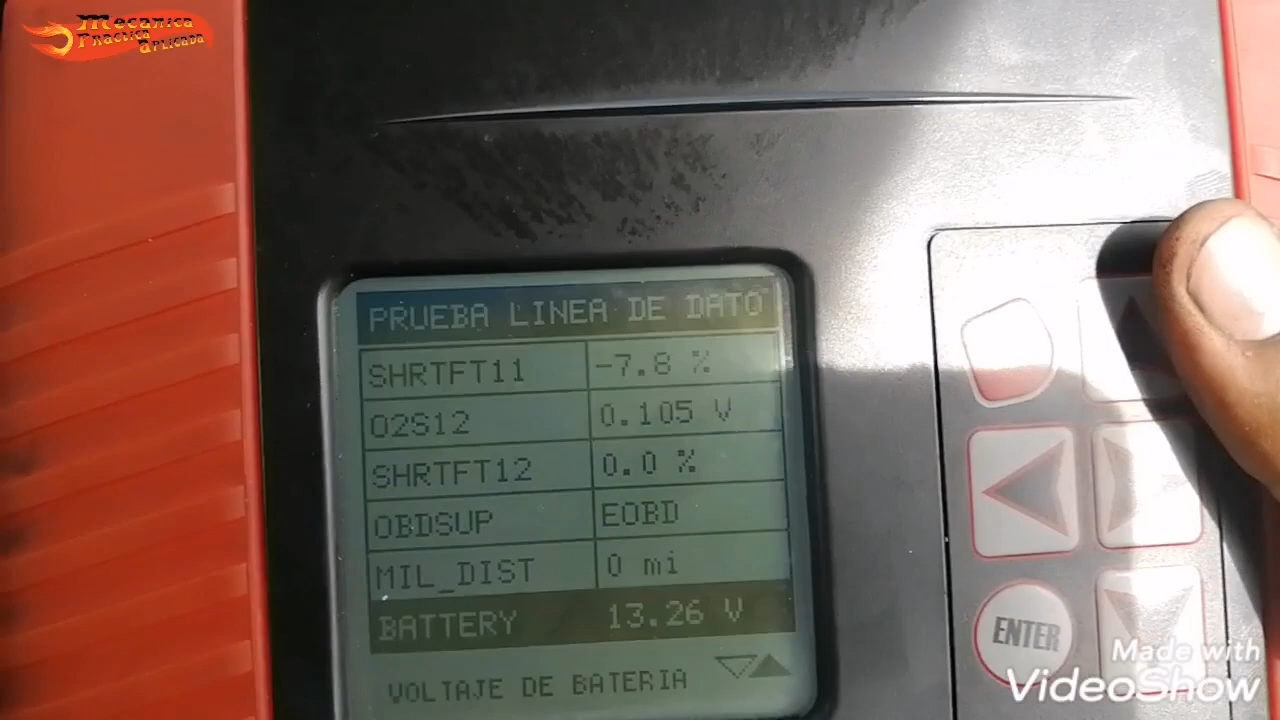 Mecanica
Practica
aplicada
PRUEBA LINEA DE DATO
SHRTFT11 -7.8 %
O2S12 0.105 V
SHRTFT12 0.0 %
OBDSUP EOBD
MIL_DIST 0 mi
BATTERY 13.26 V
VOLTAJE DE BATERIA
ENTER
Made with
VideoShow